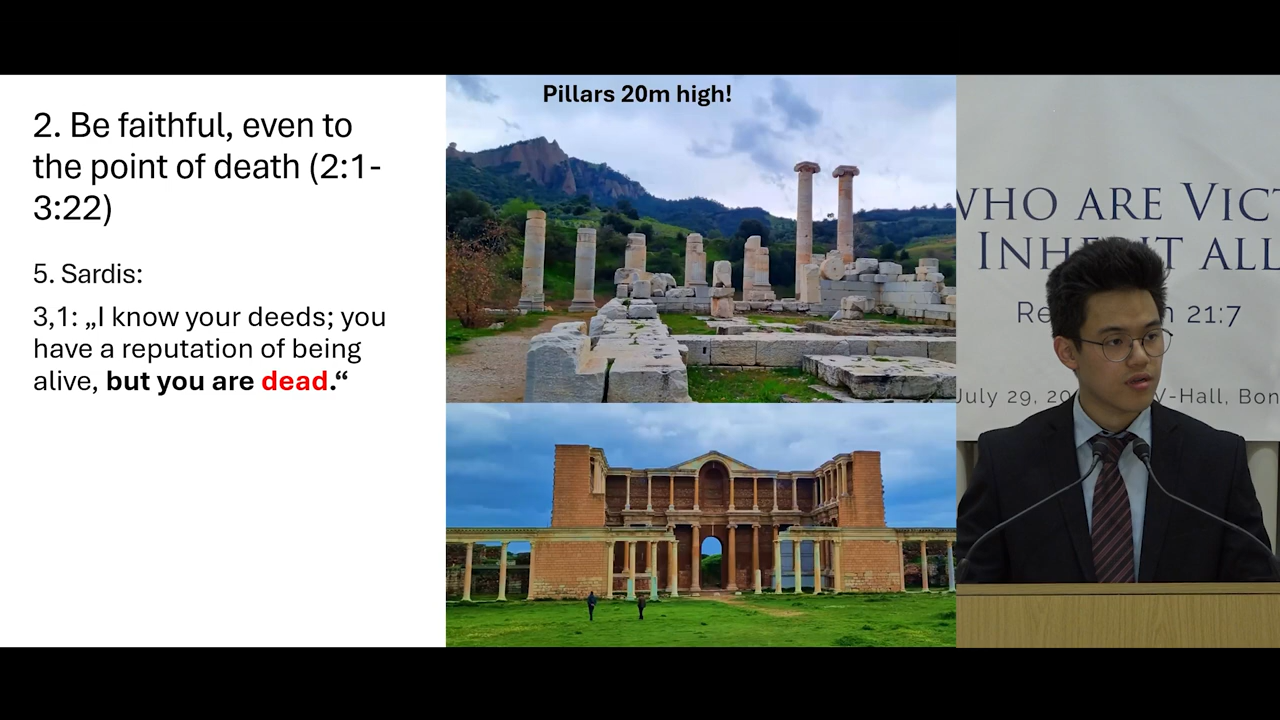 2. Be faithful, even to
the point of death (2:1-
3:22)
5. Sardis:
3,1: „I know your deeds; you
have a reputation of being
alive, but you are dead.“
Pillars 20m high!
WHO ARE VICT
INHERIT ALL
21:7
July 29, 20
V-Hall, Bon